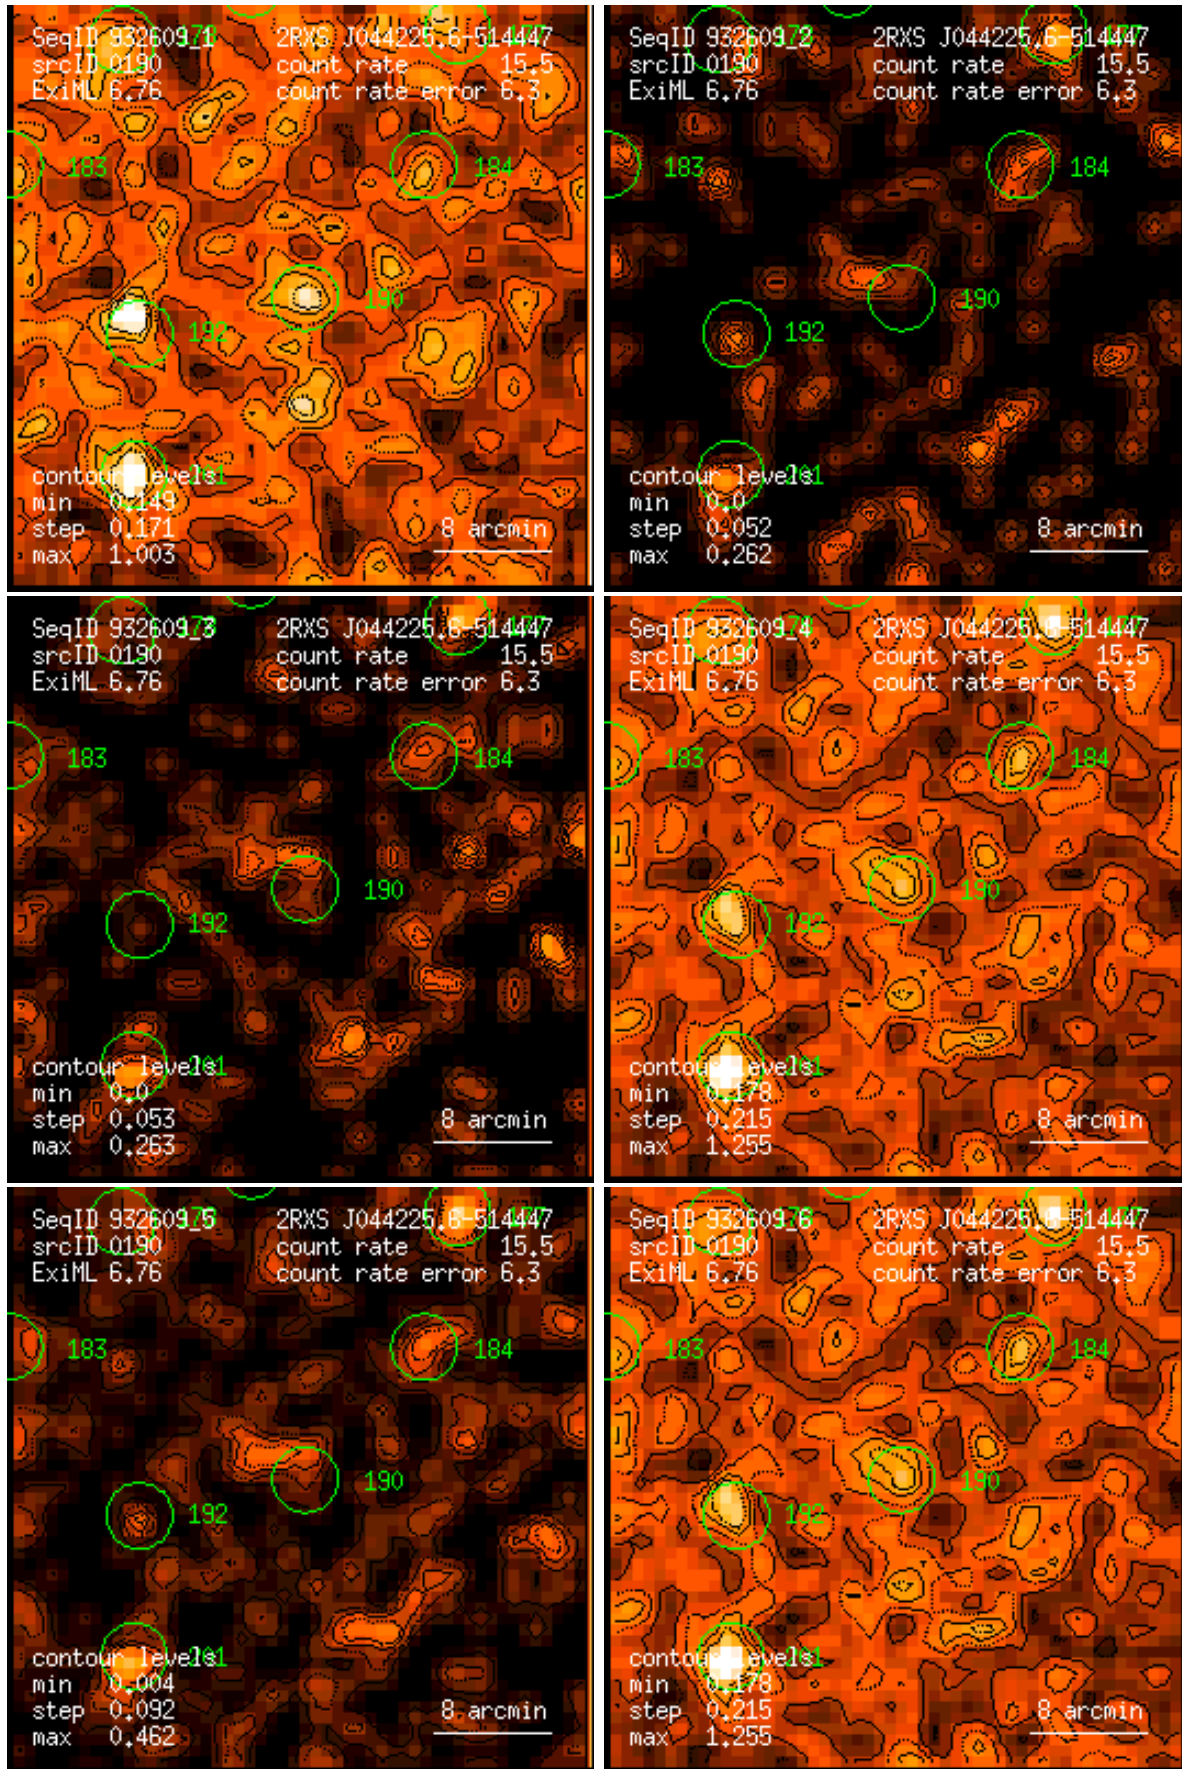 SeqID 932609_1 2RXS J044225.6-514447
srcID 0190 count rate 15.5
ExiML 6.76 count rate error 6.3
183
184
190
192
contour levels
min 0.149
step 0.171
max 1.003
8 arcmin
SeqID 932609_2 2RXS J044225.6-514447
srcID 0190 count rate 15.5
ExiML 6.76 count rate error 6.3
183
184
190
192
contour levels
min 0.0
step 0.052
max 0.262
8 arcmin
SeqID 932609_3 2RXS J044225.6-514447
srcID 0190 count rate 15.5
ExiML 6.76 count rate error 6.3
183
184
190
192
contour levels
min 0.0
step 0.053
max 0.263
8 arcmin
SeqID 932609_4 2RXS J044225.6-514447
srcID 0190 count rate 15.5
ExiML 6.76 count rate error 6.3
183
184
190
192
contour levels
min 0.178
step 0.215
max 1.255
8 arcmin
SeqID 932609_5 2RXS J044225.6-514447
srcID 0190 count rate 15.5
ExiML 6.76 count rate error 6.3
183
184
190
192
contour levels
min 0.004
step 0.092
max 0.462
8 arcmin
SeqID 932609_6 2RXS J044225.6-514447
srcID 0190 count rate 15.5
ExiML 6.76 count rate error 6.3
183
184
190
192
contour levels
min 0.178
step 0.215
max 1.255
8 arcmin